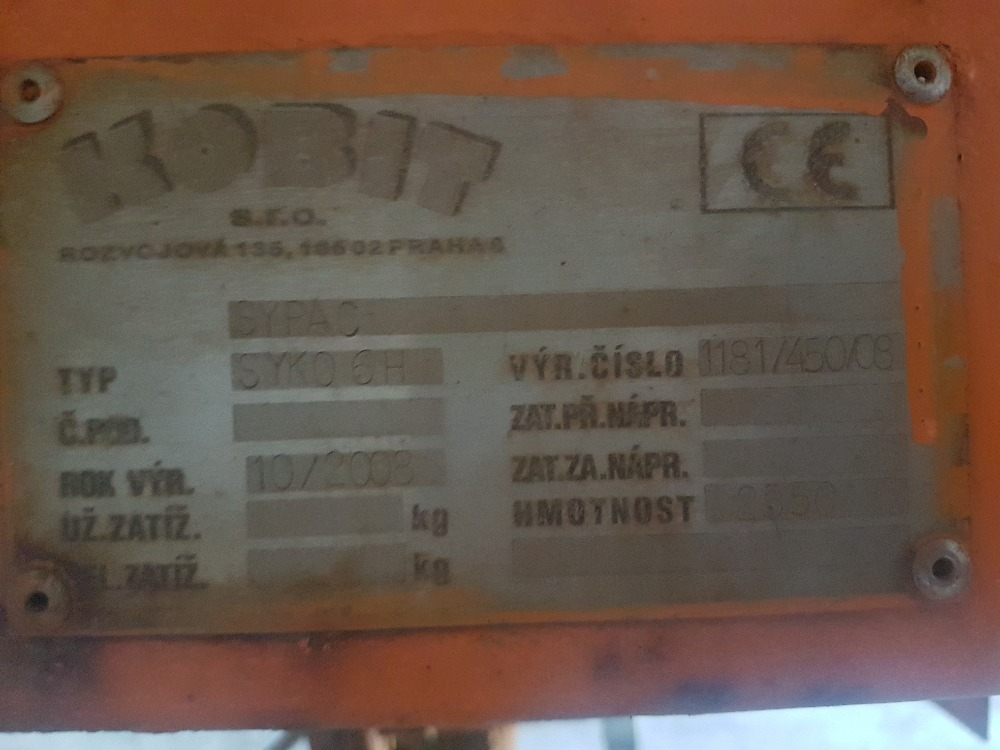 KOBIT
s.r.o.
ROZVOJOVÁ 135, 165 02 PRAHA 6
CE
SYPAČ
TYP SYKO 6 H
VÝR.ČÍSLO 1181/450/08
Č.POD.
ZAT.PŘ.NÁPR.
ROK VÝR. 10/2008
ZAT.ZA.NÁPR.
UŽ.ZATÍŽ. kg
HMOTNOST
ZATÍŽ. kg